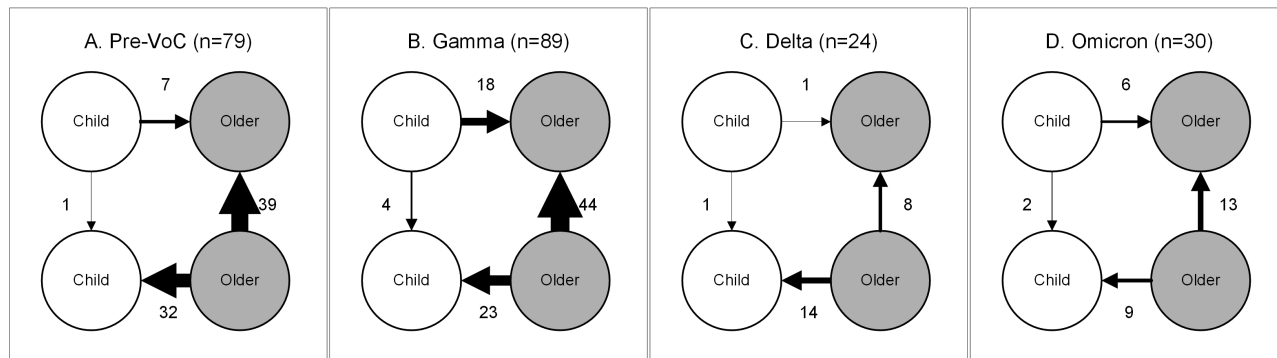 A. Pre-VoC (n=79)
7
Child
Older
1
39
Child
Older
32
B. Gamma (n=89)
18
Child
Older
4
44
Child
Older
23
C. Delta (n=24)
1
Child
Older
1
8
Child
Older
14
D. Omicron (n=30)
6
Child
Older
2
13
Child
Older
9